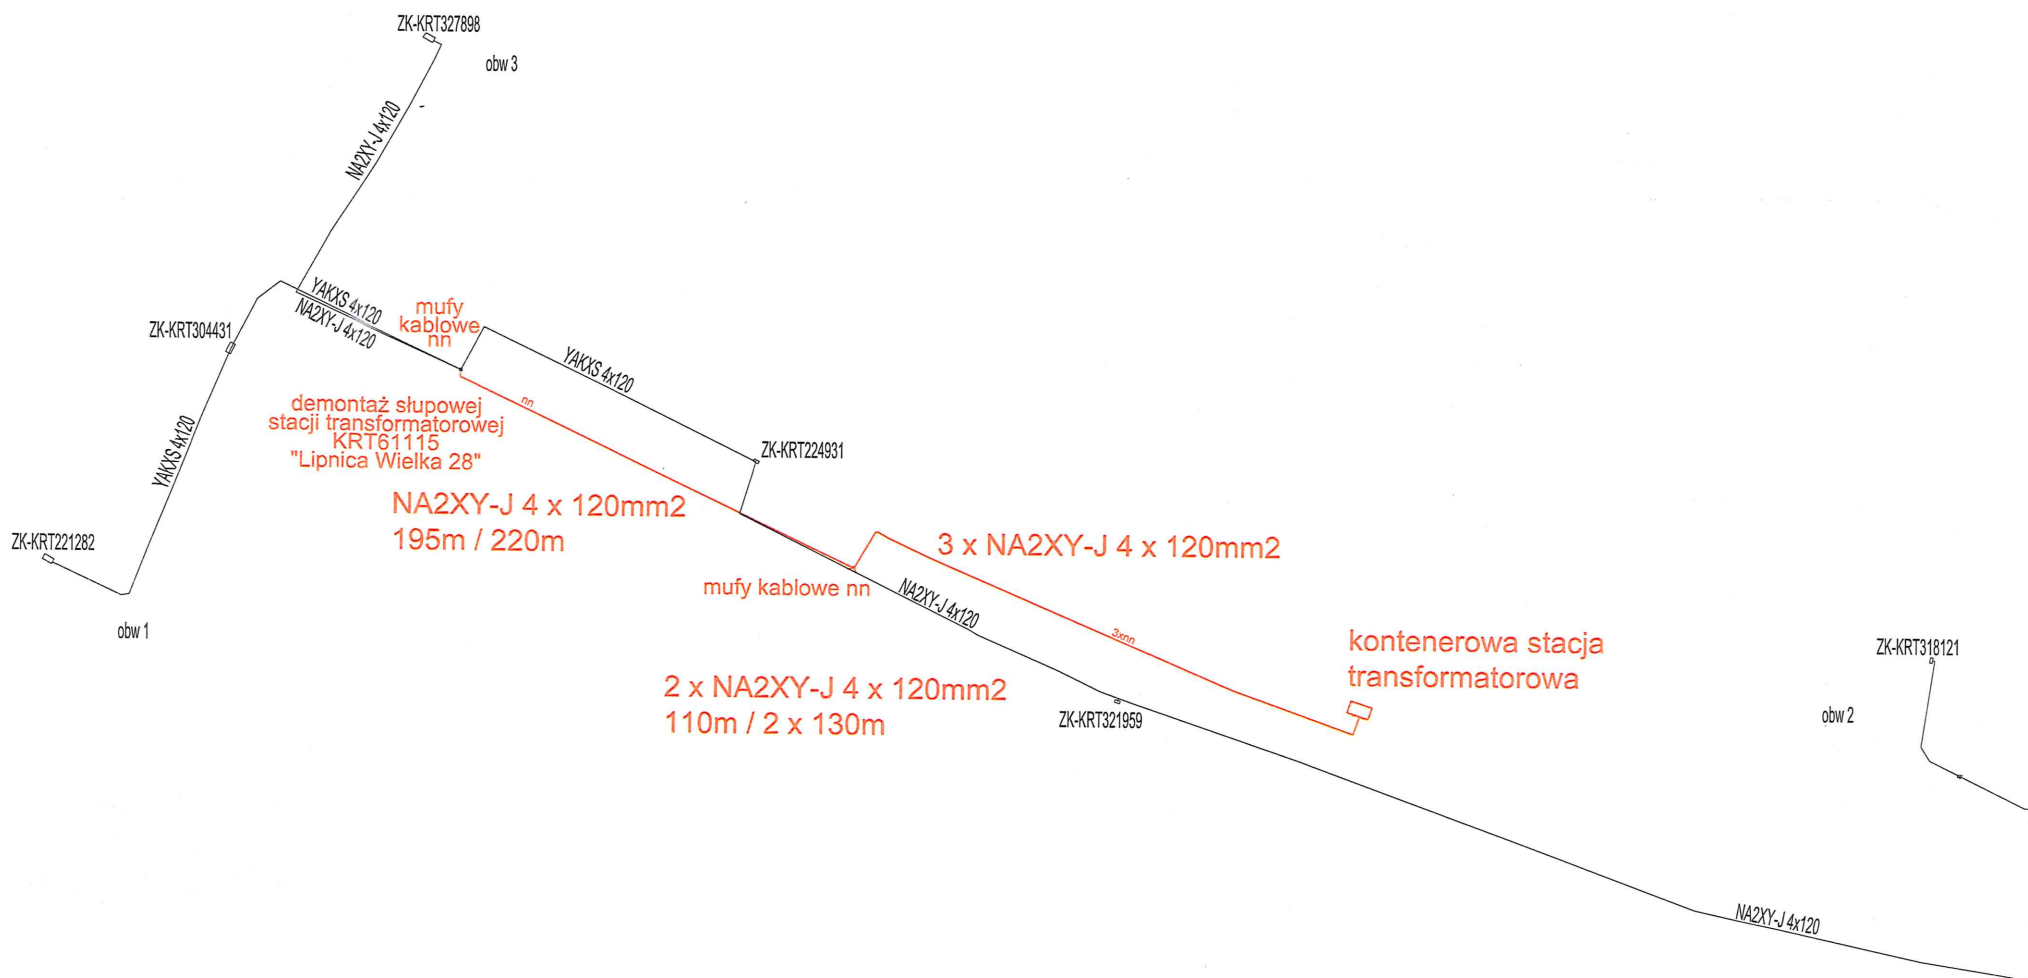 ZK-KRT327898
obw 3
NA2XY-J 4x120
YAKXS 4x120
NA2XY-J 4x120
ZK-KRT304431
mufy
kablowe
nn
YAKXS 4x120
nn
demontaż słupowej
stacji transformatorowej
KRT61115
"Lipnica Wielka 28"
YAKXS 4x120
ZK-KRT224931
NA2XY-J 4 x 120mm2
195m / 220m
ZK-KRT221282
3 x NA2XY-J 4 x 120mm2
mufy kablowe nn
NA2XY-J 4x120
obw 1
3xnn
kontenerowa stacja
transformatorowa
ZK-KRT318121
2 x NA2XY-J 4 x 120mm2
110m / 2 x 130m
ZK-KRT321959
obw 2
NA2XY-J 4x120